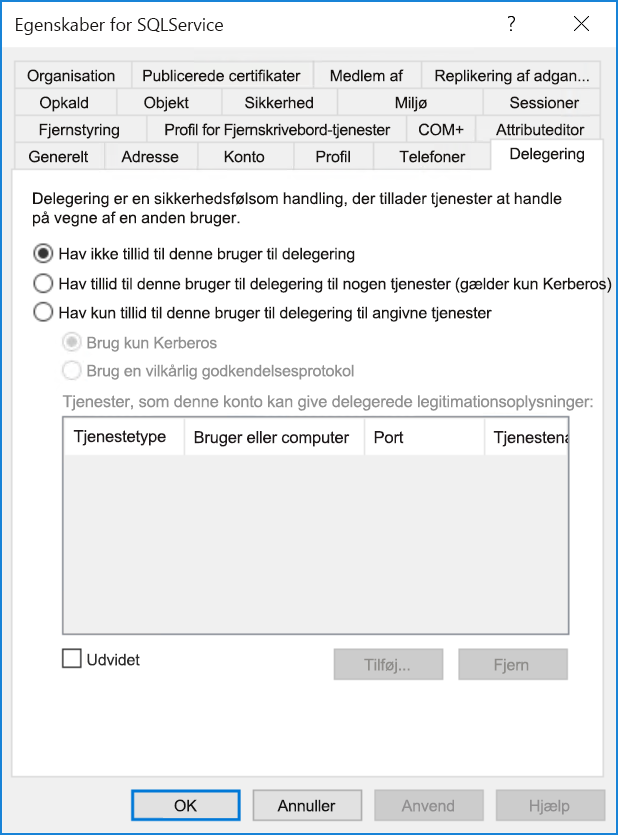 Egenskaber for SQLService
?
Organisation
Publicerede certifikater
Medlem af
Replikering af adgan...
Opkald
Objekt
Sikkerhed
Miljø
Sessioner
Fjernstyring
Profil for Fjernskrivebord-tjenester
COM+
Attributeditor
Generelt
Adresse
Konto
Profil
Telefoner
Delegering
Delegering er en sikkerhedsfølsom handling, der tillader tjenester at handle
på vegne af en anden bruger.
Hav ikke tillid til denne bruger til delegering
Hav tillid til denne bruger til delegering til nogen tjenester (gælder kun Kerberos)
Hav kun tillid til denne bruger til delegering til angivne tjenester
Brug kun Kerberos
Brug en vilkårlig godkendelsesprotokol
Tjenester, som denne konto kan give delegerede legitimationsoplysninger:
Tjenestetype
Bruger eller computer
Port
Tjenestena
Udvidet
Tilføj...
Fjern
OK
Annuller
Anvend
Hjælp